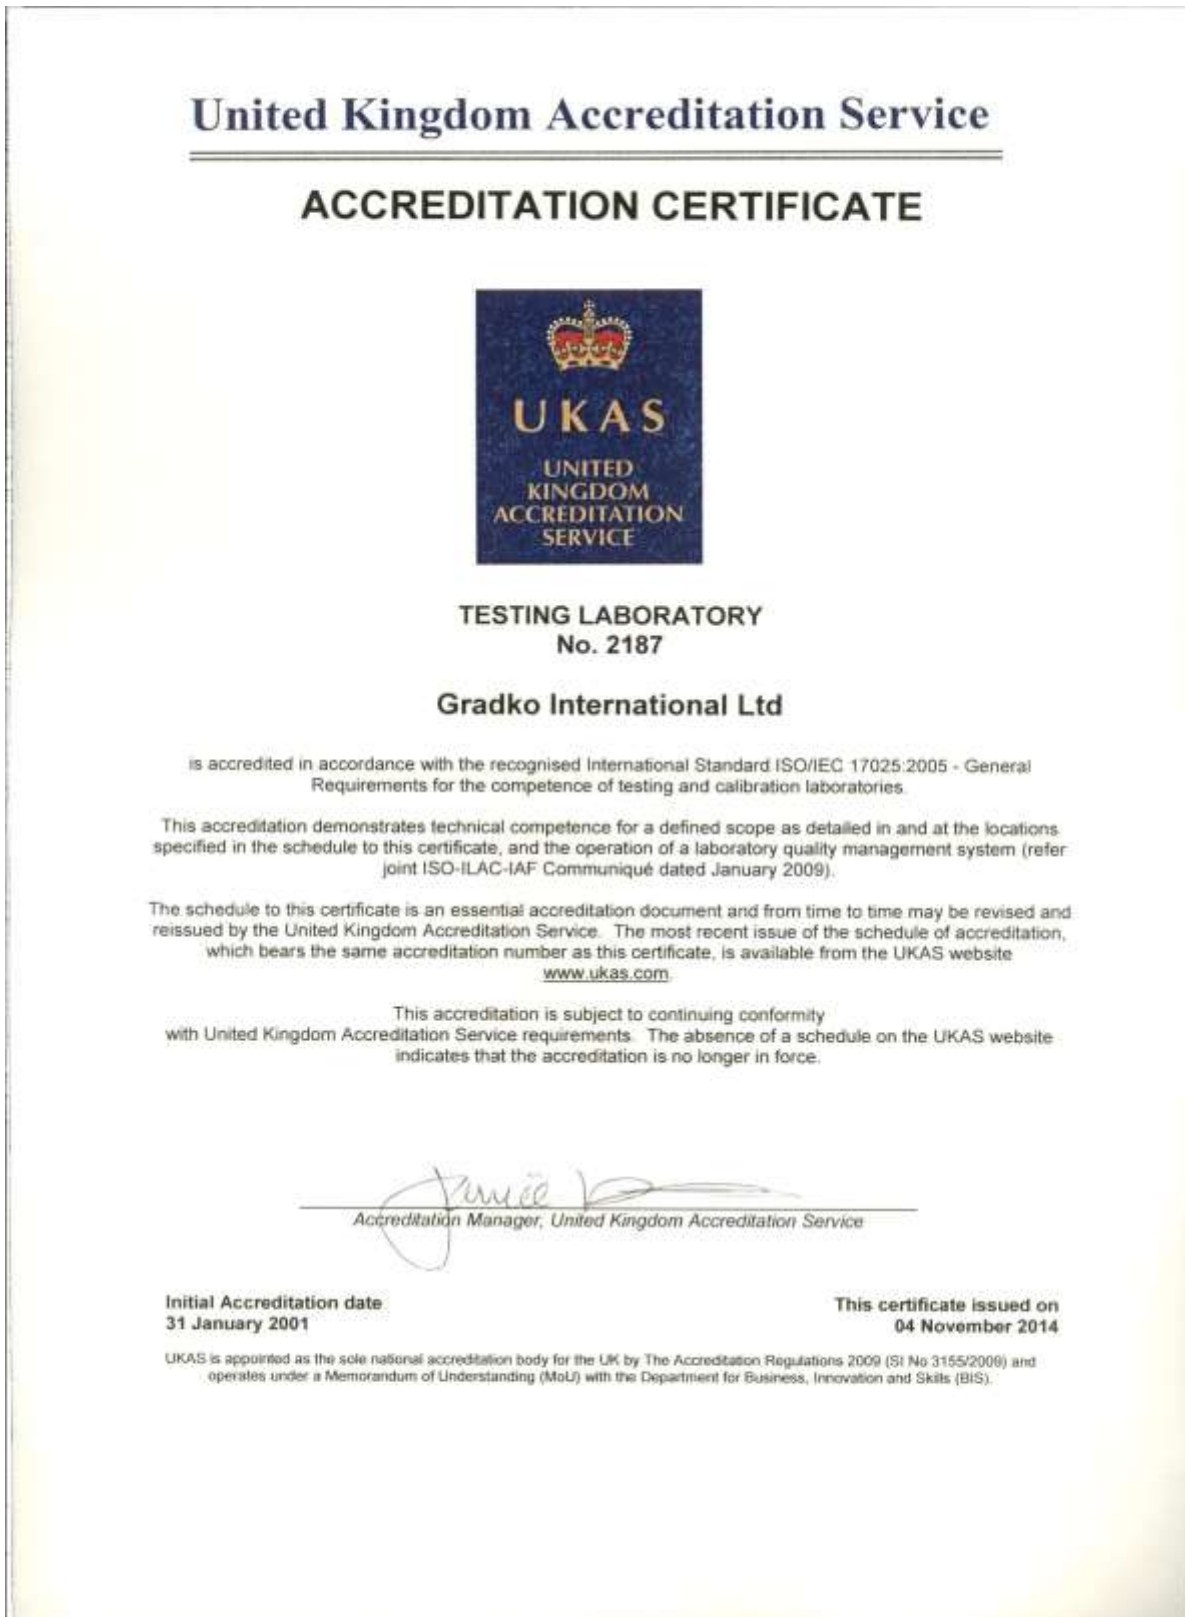 United Kingdom Accreditation Service
ACCREDITATION CERTIFICATE
UKAS
UNITED
KINGDOM
ACCREDITATION
SERVICE
TESTING LABORATORY
No. 2187
Gradko International Ltd
is accredited in accordance with the recognised International Standard ISO/IEC 17025:2005 - General
Requirements for the competence of testing and calibration laboratories.
This accreditation demonstrates technical competence for a defined scope as detailed in and at the locations
specified in the schedule to this certificate, and the operation of a laboratory quality management system (refer
joint ISO-ILAC-IAF Communiqué dated January 2009).
The schedule to this certificate is an essential accreditation document and from time to time may be revised and
reissued by the United Kingdom Accreditation Service. The most recent issue of the schedule of accreditation,
which bears the same accreditation number as this certificate, is available from the UKAS website
www.ukas.com.
This accreditation is subject to continuing conformity
with United Kingdom Accreditation Service requirements. The absence of a schedule on the UKAS website
indicates that the accreditation is no longer in force.
Accreditation Manager, United Kingdom Accreditation Service
Initial Accreditation date
31 January 2001
This certificate issued on
04 November 2014
UKAS is appointed as the sole national accreditation body for the UK by The Accreditation Regulations 2009 (SI No 3155/2009) and
operates under a Memorandum of Understanding (MoU) with the Department for Business, Innovation and Skills (BIS).